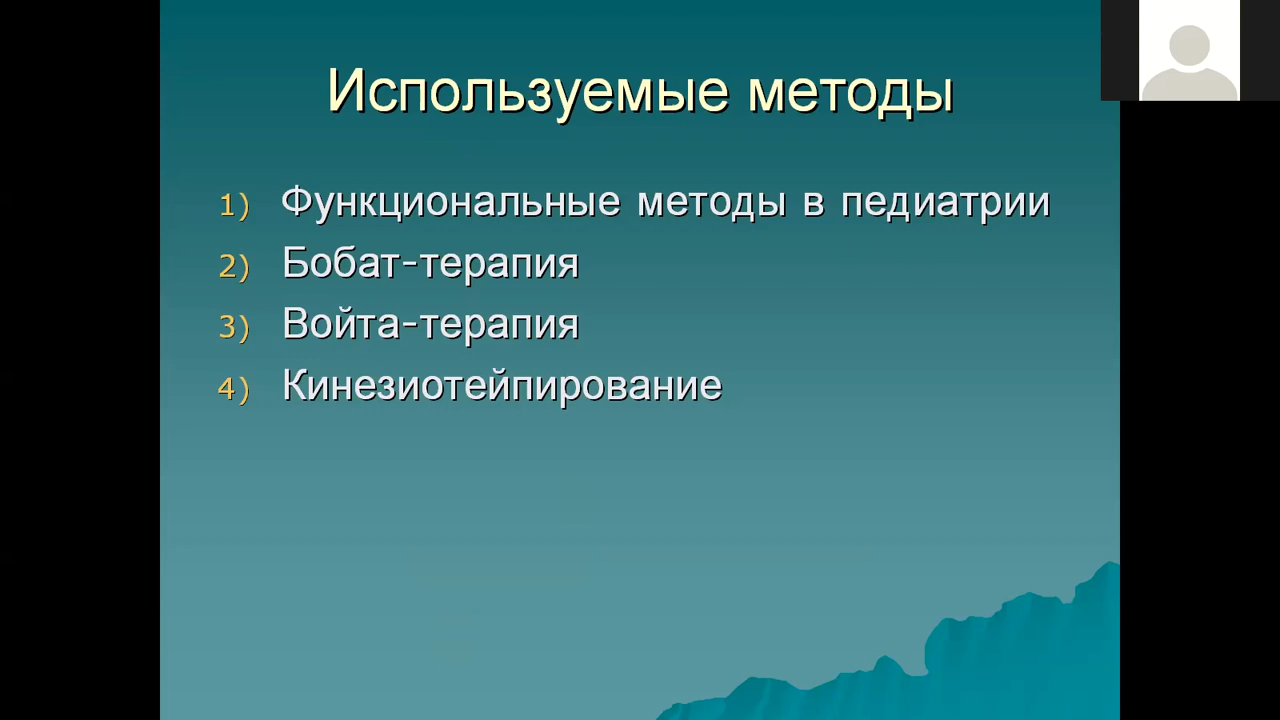 Используемые методы
1) Функциональные методы в педиатрии
2) Бобат-терапия
3) Войта-терапия
4) Кинезиотейпирование